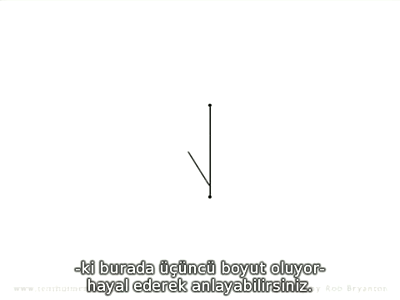 -ki burada üçüncü boyut oluyor-
hayal ederek anlayabilirsiniz.